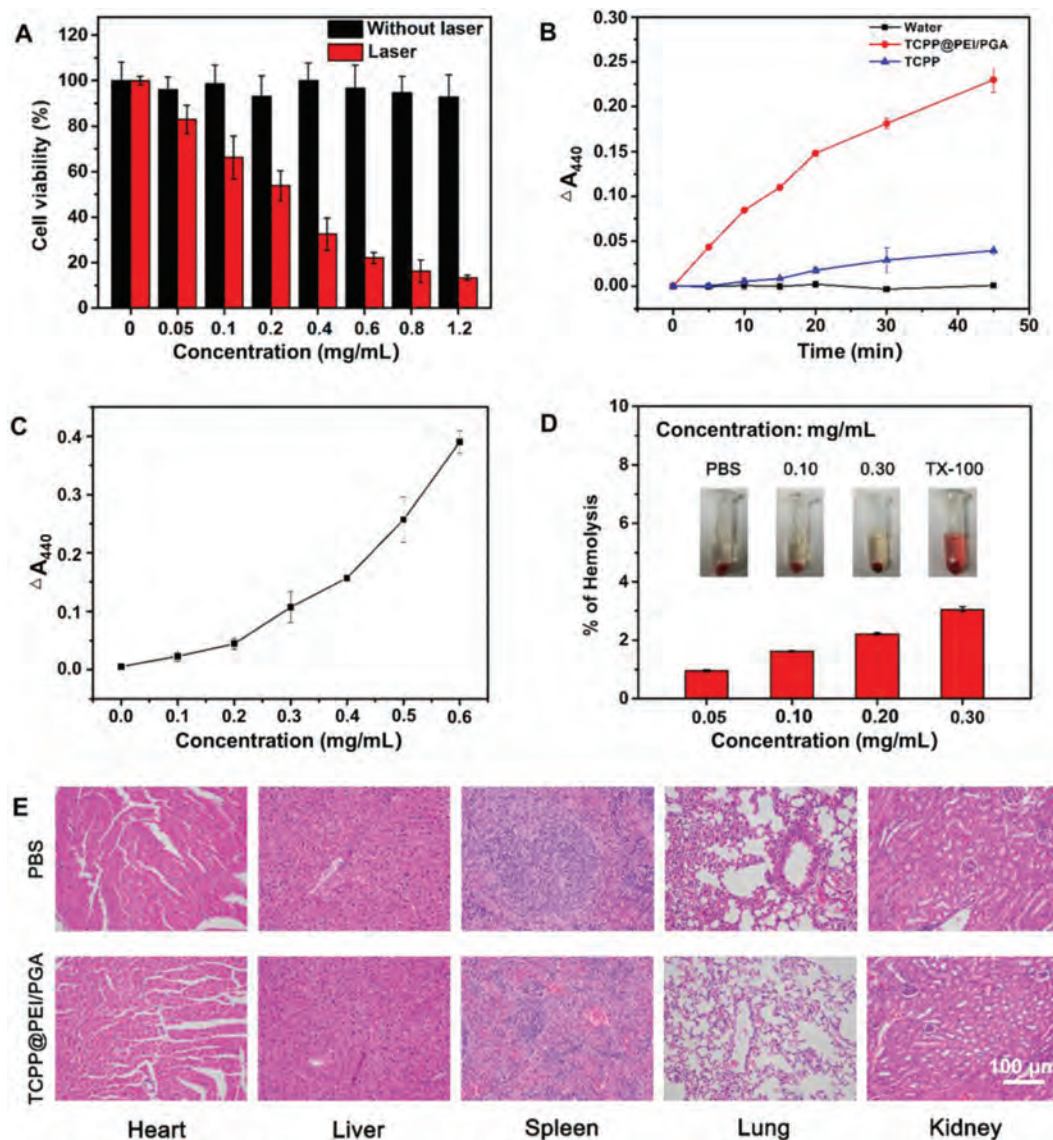 A
Without laser
Laser
Cell viability (%)
120
100
80
60
40
20
0
0 0.05 0.1 0.2 0.4 0.6 0.8 1.2
Concentration (mg/mL)
B
Water
TCPP@PEI/PGA
TCPP
△A440
0.30
0.25
0.20
0.15
0.10
0.05
0.00
0 10 20 30 40 50
Time (min)
C
△A440
0.4
0.3
0.2
0.1
0.0
0.0 0.1 0.2 0.3 0.4 0.5 0.6
Concentration (mg/mL)
D
Concentration: mg/mL
PBS 0.10 0.30 TX-100
% of Hemolysis
10
8
6
4
2
0
0.05 0.10 0.20 0.30
Concentration (mg/mL)
E
PBS
TCPP@PEI/PGA
100 μm
Heart Liver Spleen Lung Kidney